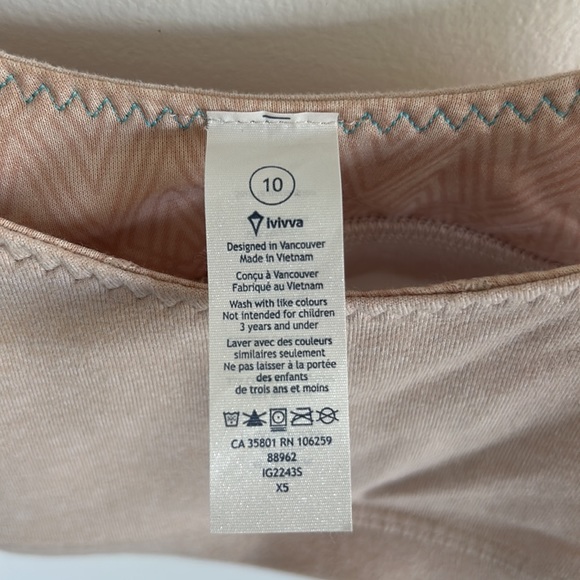 10
ivivva
Designed in Vancouver
Made in Vietnam
Conçu à Vancouver
Fabriqué au Vietnam
Wash with like colours
Not intended for children
3 years and under
Laver avec des couleurs
similaires seulement
Ne pas laisser à la portée
des enfants
de trois ans et moins
CA 35801 RN 106259
88962
IG2243S
X5